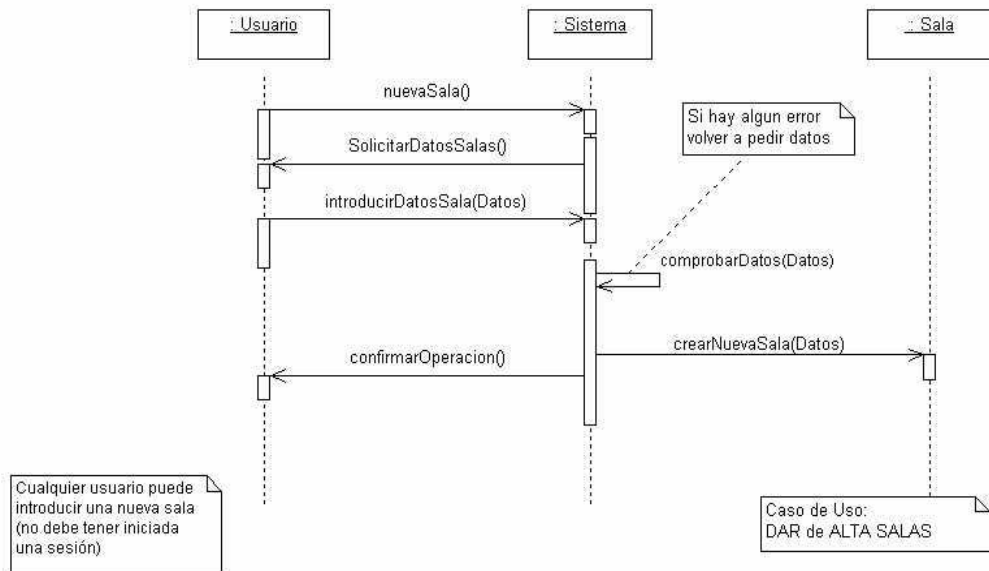 : Usuario
: Sistema
: Sala
nuevaSala()
Si hay algun error
volver a pedir datos
SolicitarDatosSalas()
introducirDatosSala(Datos)
comprobarDatos(Datos)
crearNuevaSala(Datos)
confirmarOperacion()
Cualquier usuario puede
introducir una nueva sala
(no debe tener iniciada
una sesión)
Caso de Uso:
DAR de ALTA SALAS